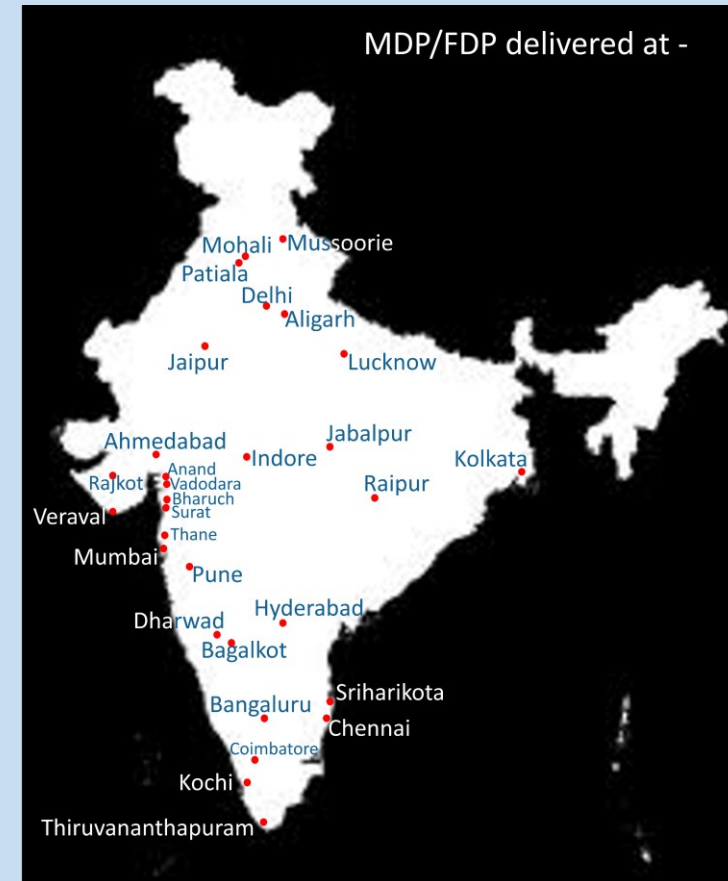 MDP/FDP delivered at -
Mohali
Mussoorie
Patiala
Delhi
Aligarh
Jaipur
Lucknow
Ahmedabad
Jabalpur
Indore
Kolkata
Anand
Rajkot
Vadodara
Raipur
Bharuch
Veraval
Surat
Thane
Mumbai
Pune
Hyderabad
Dharwad
Bagalkot
Sriharikota
Bangaluru
Chennai
Coimbatore
Kochi
Thiruvananthapuram